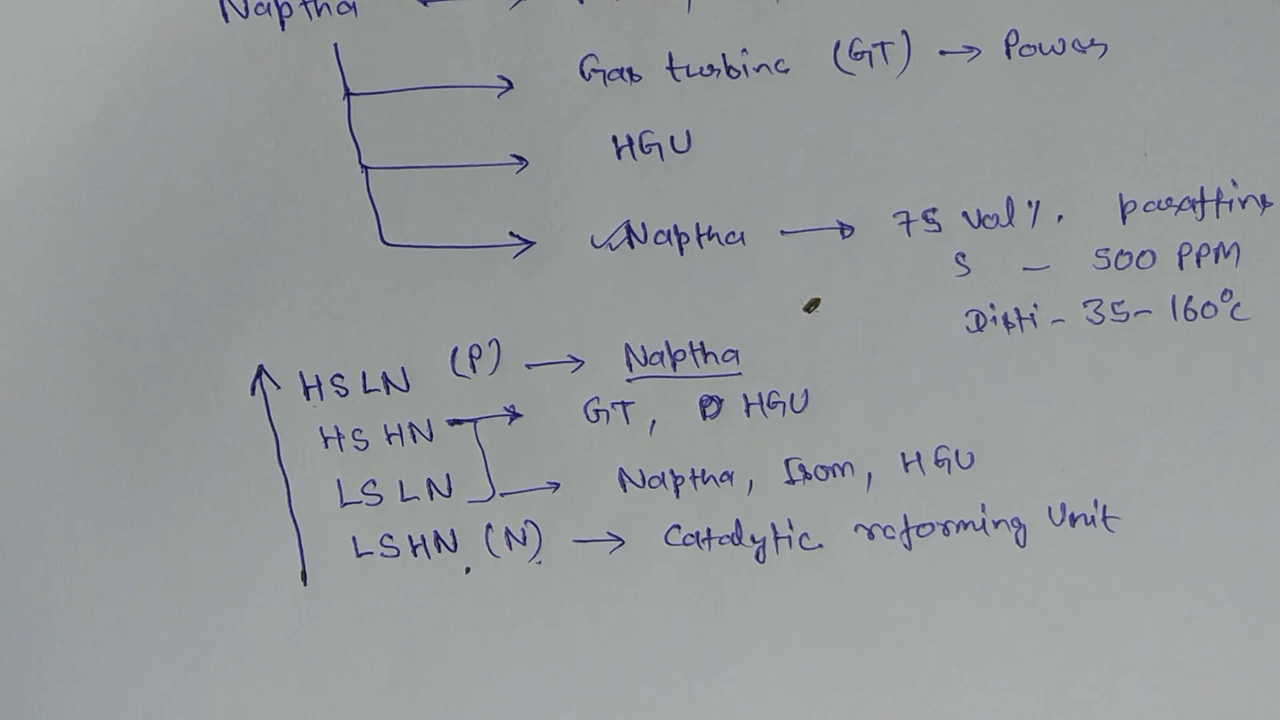 Naptha
Gas turbine (GT) → Power
HGU
Naptha → 75 vol%. paraffins
S - 500 PPM
Disti - 35-160°C
HSLN (P) → Naptha
HSHN → GT, HGU
LSLN → Naptha, Isom, HGU
LSHN (N) → Catalytic reforming Unit